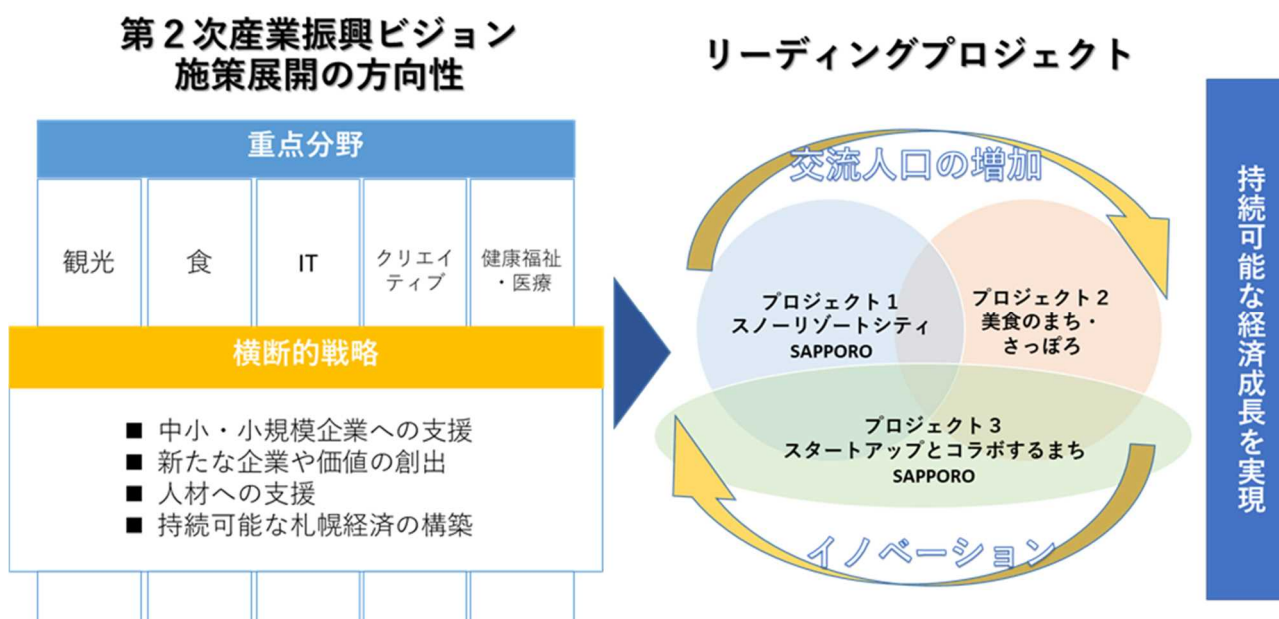 第2次産業振興ビジョン
施策展開の方向性
重点分野
観光
食
IT
クリエイ
ティブ
健康福祉
・医療
横断的戦略
■ 中小・小規模企業への支援
■ 新たな企業や価値の創出
■ 人材への支援
■ 持続可能な札幌経済の構築
リーディングプロジェクト
交流人口の増加
プロジェクト1
スノーリゾートシティ
SAPPORO
プロジェクト2
美食のまち・
さっぽろ
プロジェクト3
スタートアップとコラボするまち
SAPPORO
イノベーション
持続可能な経済成長を実現